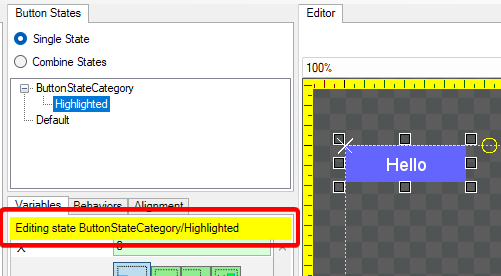 Button States
Editor
Single State
Combine States
100%
ButtonStateCategory
Highlighted
Default
Hello
Variables Behaviors Alignment
Editing state ButtonStateCategory/Highlighted
X